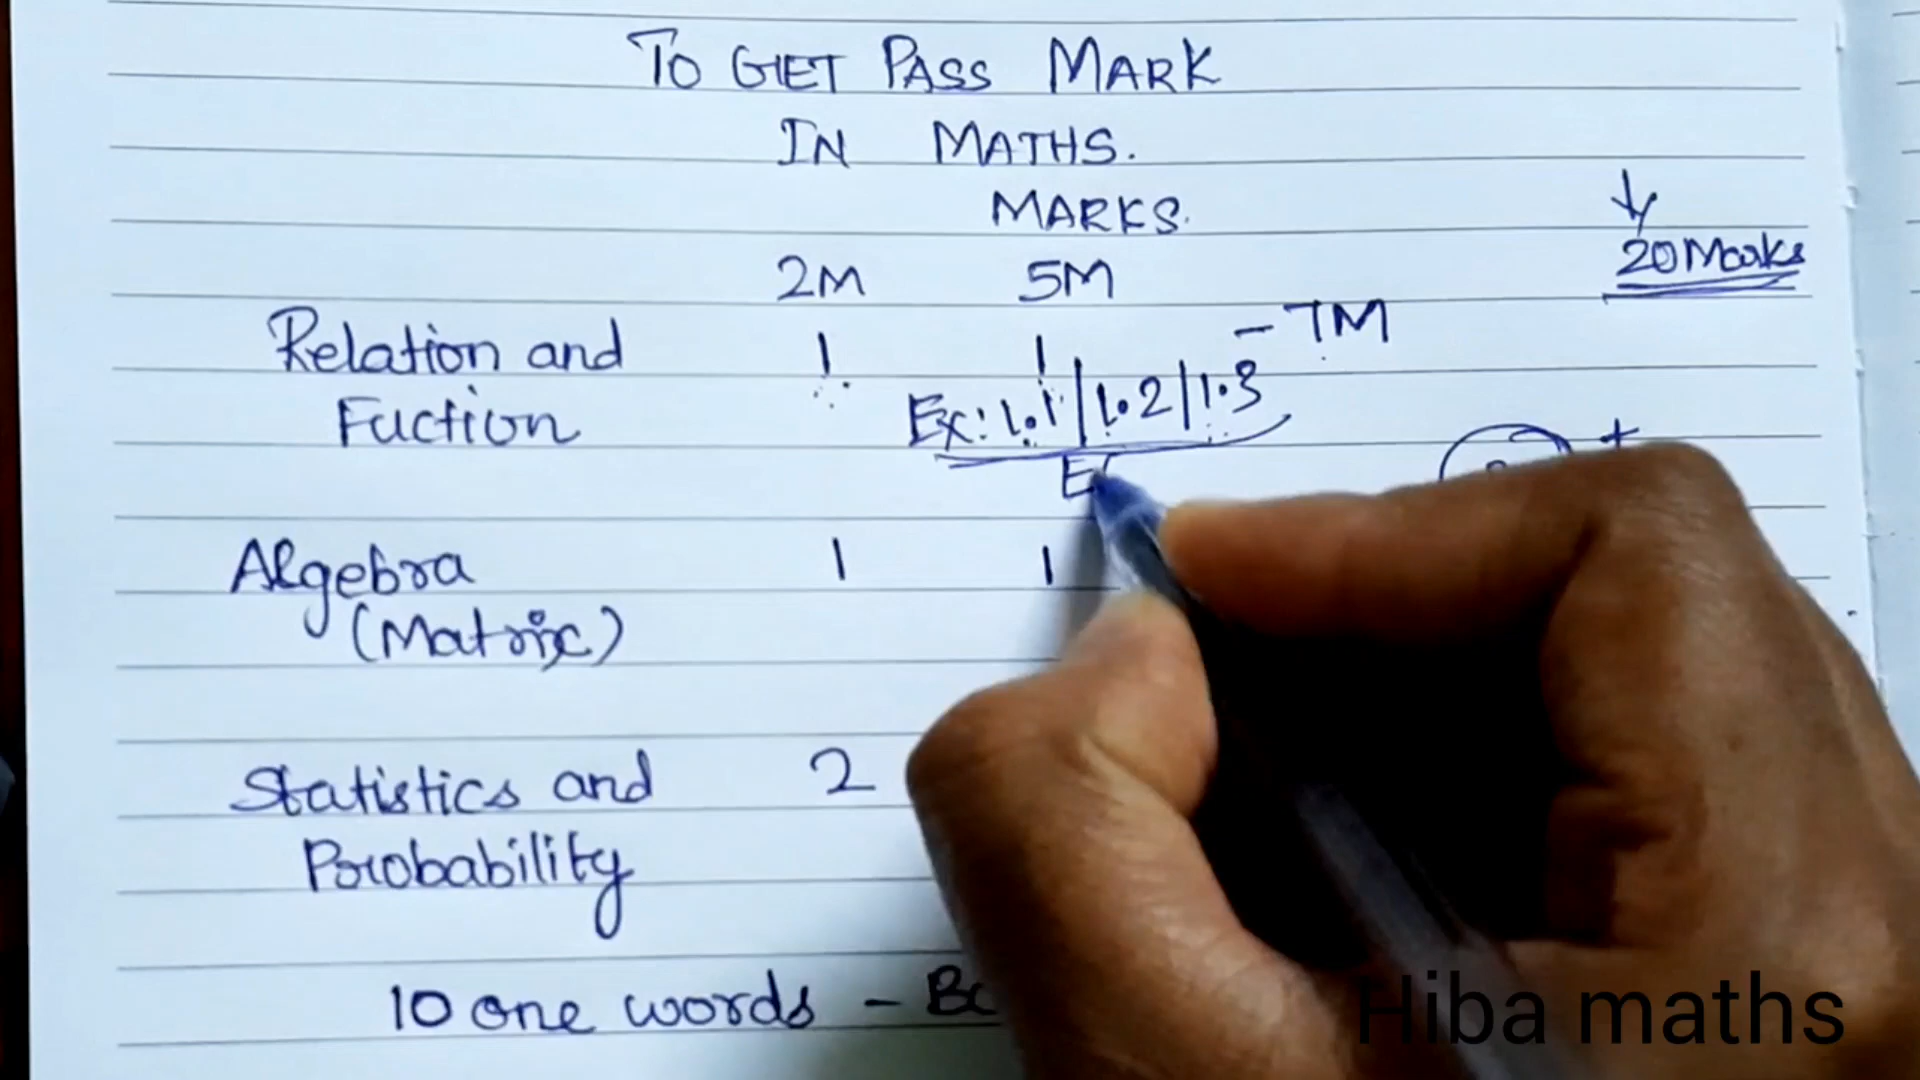 TO GET PASS MARK
IN MATHS.
MARKS.
20 Marks
2M 5M
Relation and 1 1 - 7M
Fuction Ex: 1.1 | 1.2 | 1.3
Algebra 1 1
(Matrix)
Statistics and 2
Probability
10 one words -
Hiba maths